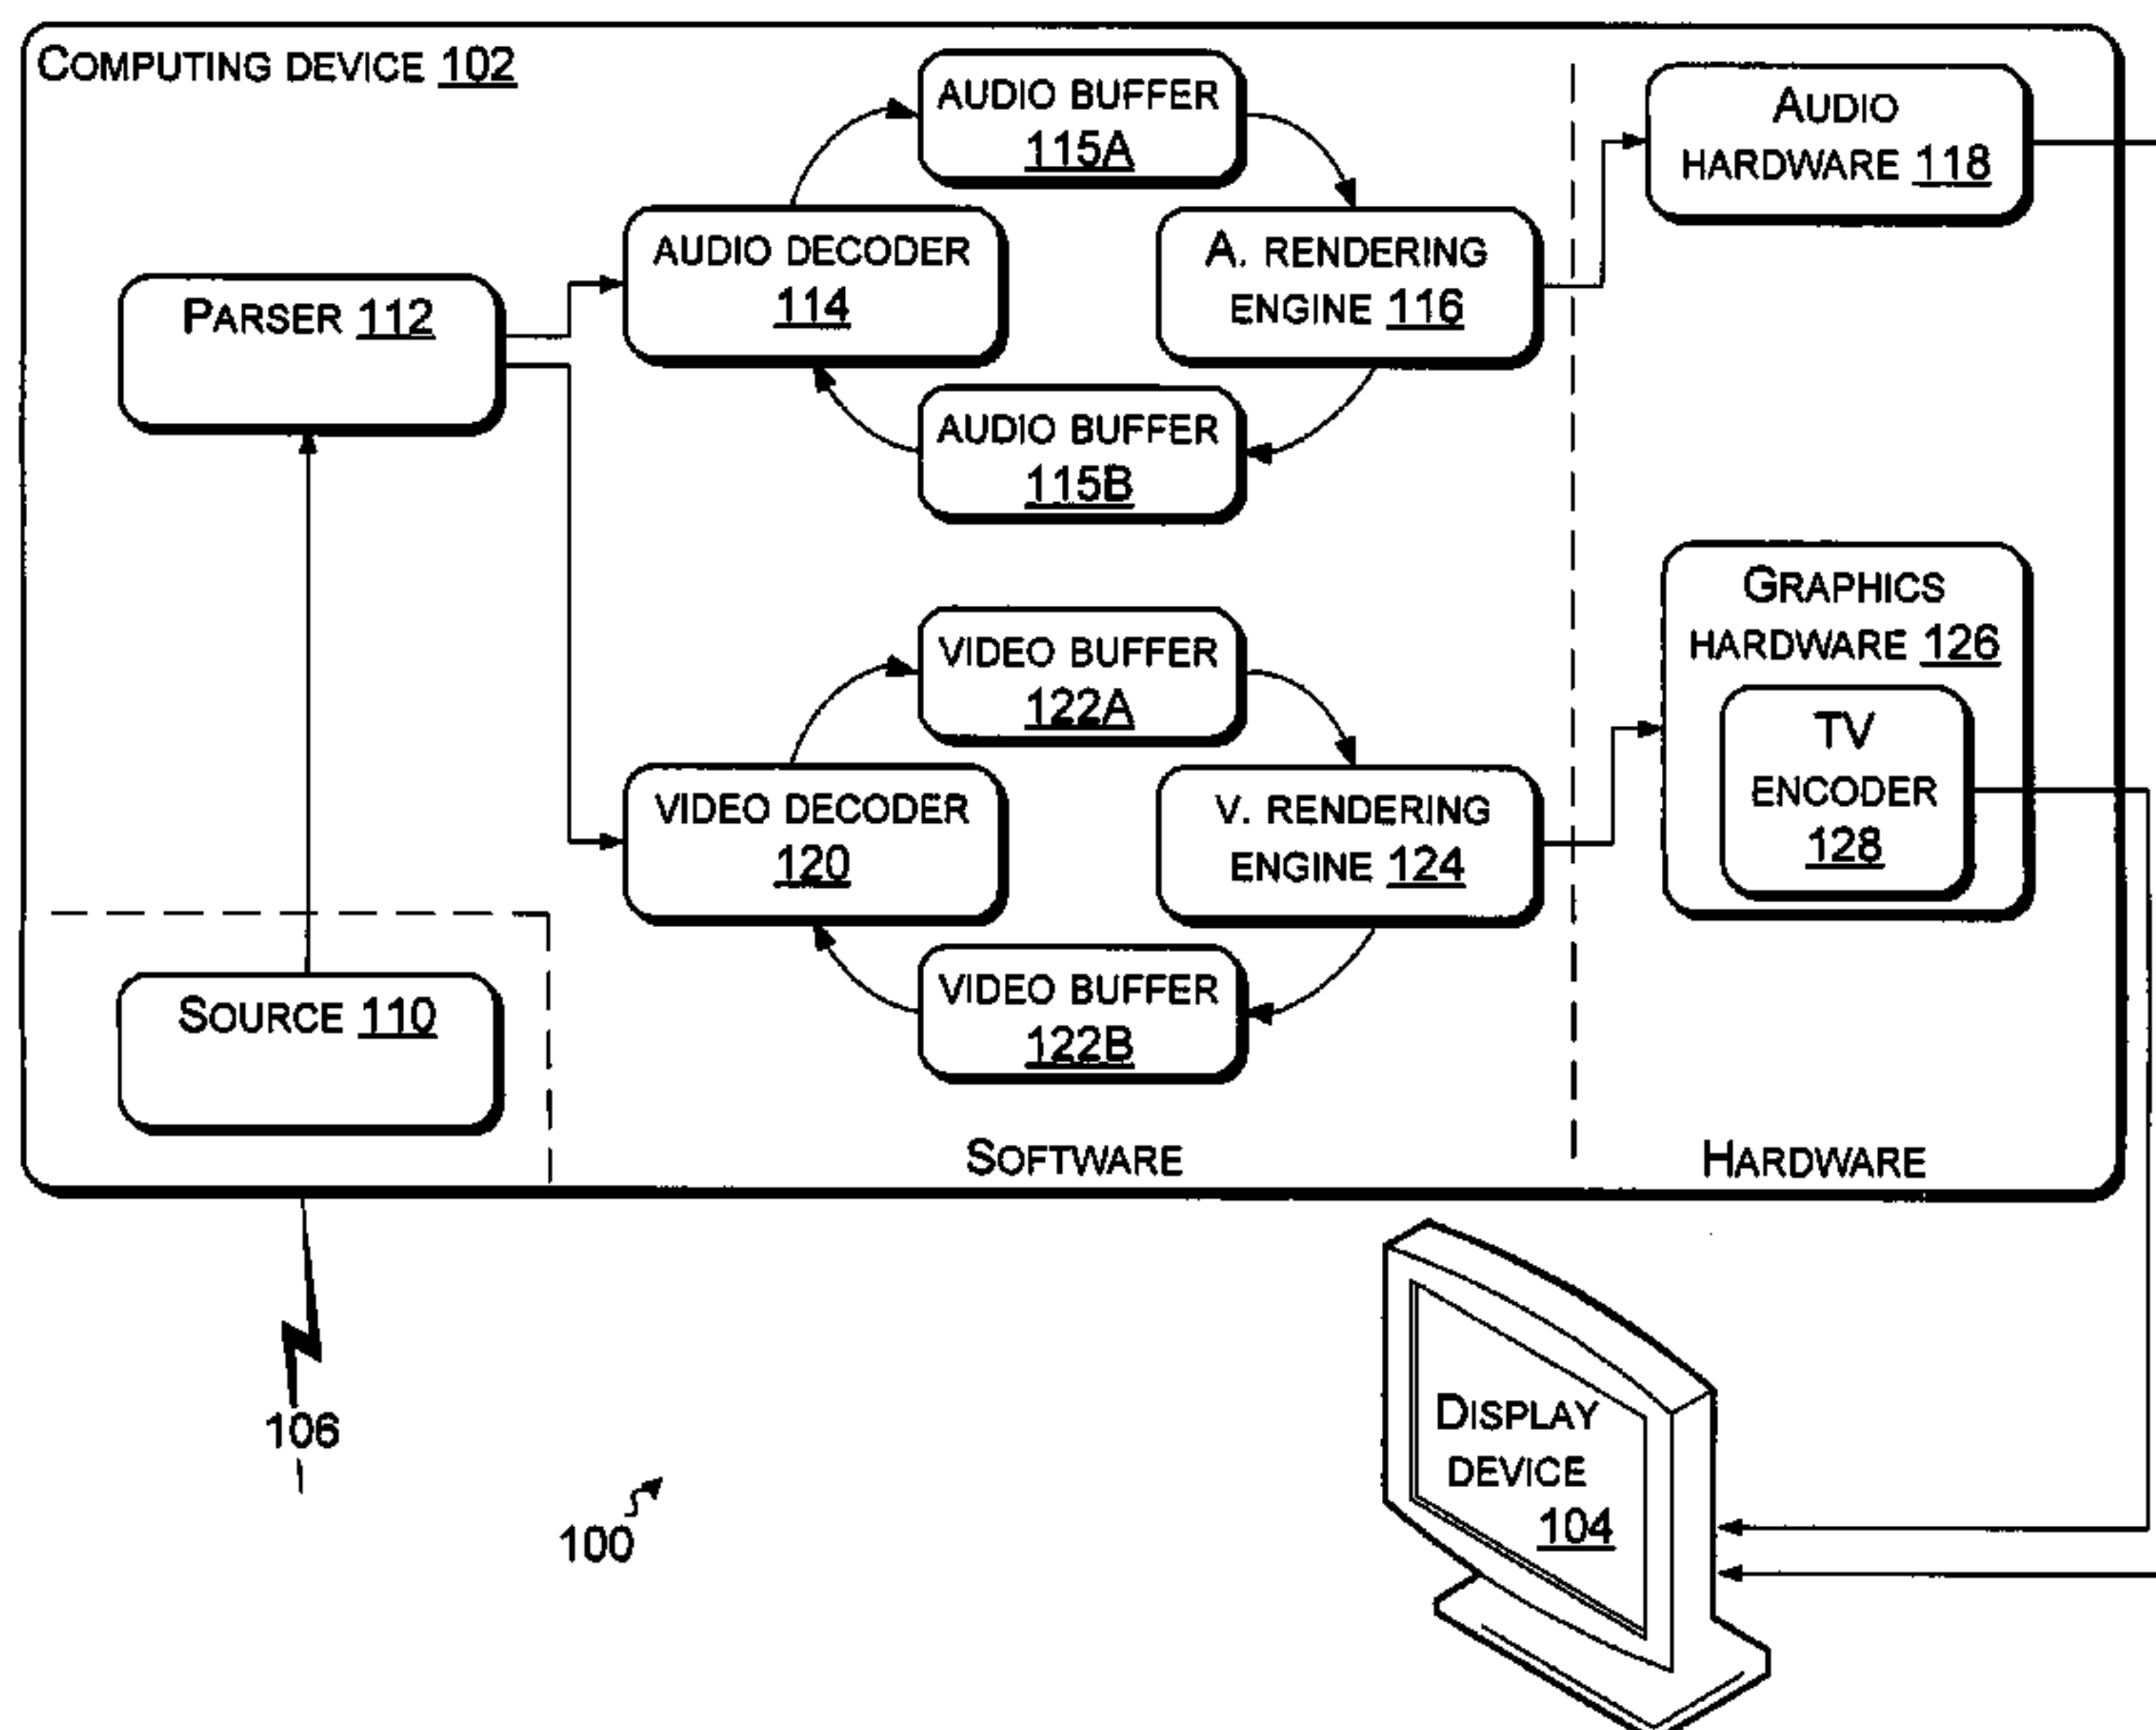 COMPUTING DEVICE 102
AUDIO BUFFER
115A
AUDIO
HARDWARE 118
AUDIO DECODER
114
A. RENDERING
ENGINE 116
PARSER 112
AUDIO BUFFER
115B
GRAPHICS
HARDWARE 126
TV
ENCODER
128
VIDEO BUFFER
122A
VIDEO DECODER
120
V. RENDERING
ENGINE 124
VIDEO BUFFER
122B
SOURCE 110
SOFTWARE
HARDWARE
106
100
DISPLAY
DEVICE
104